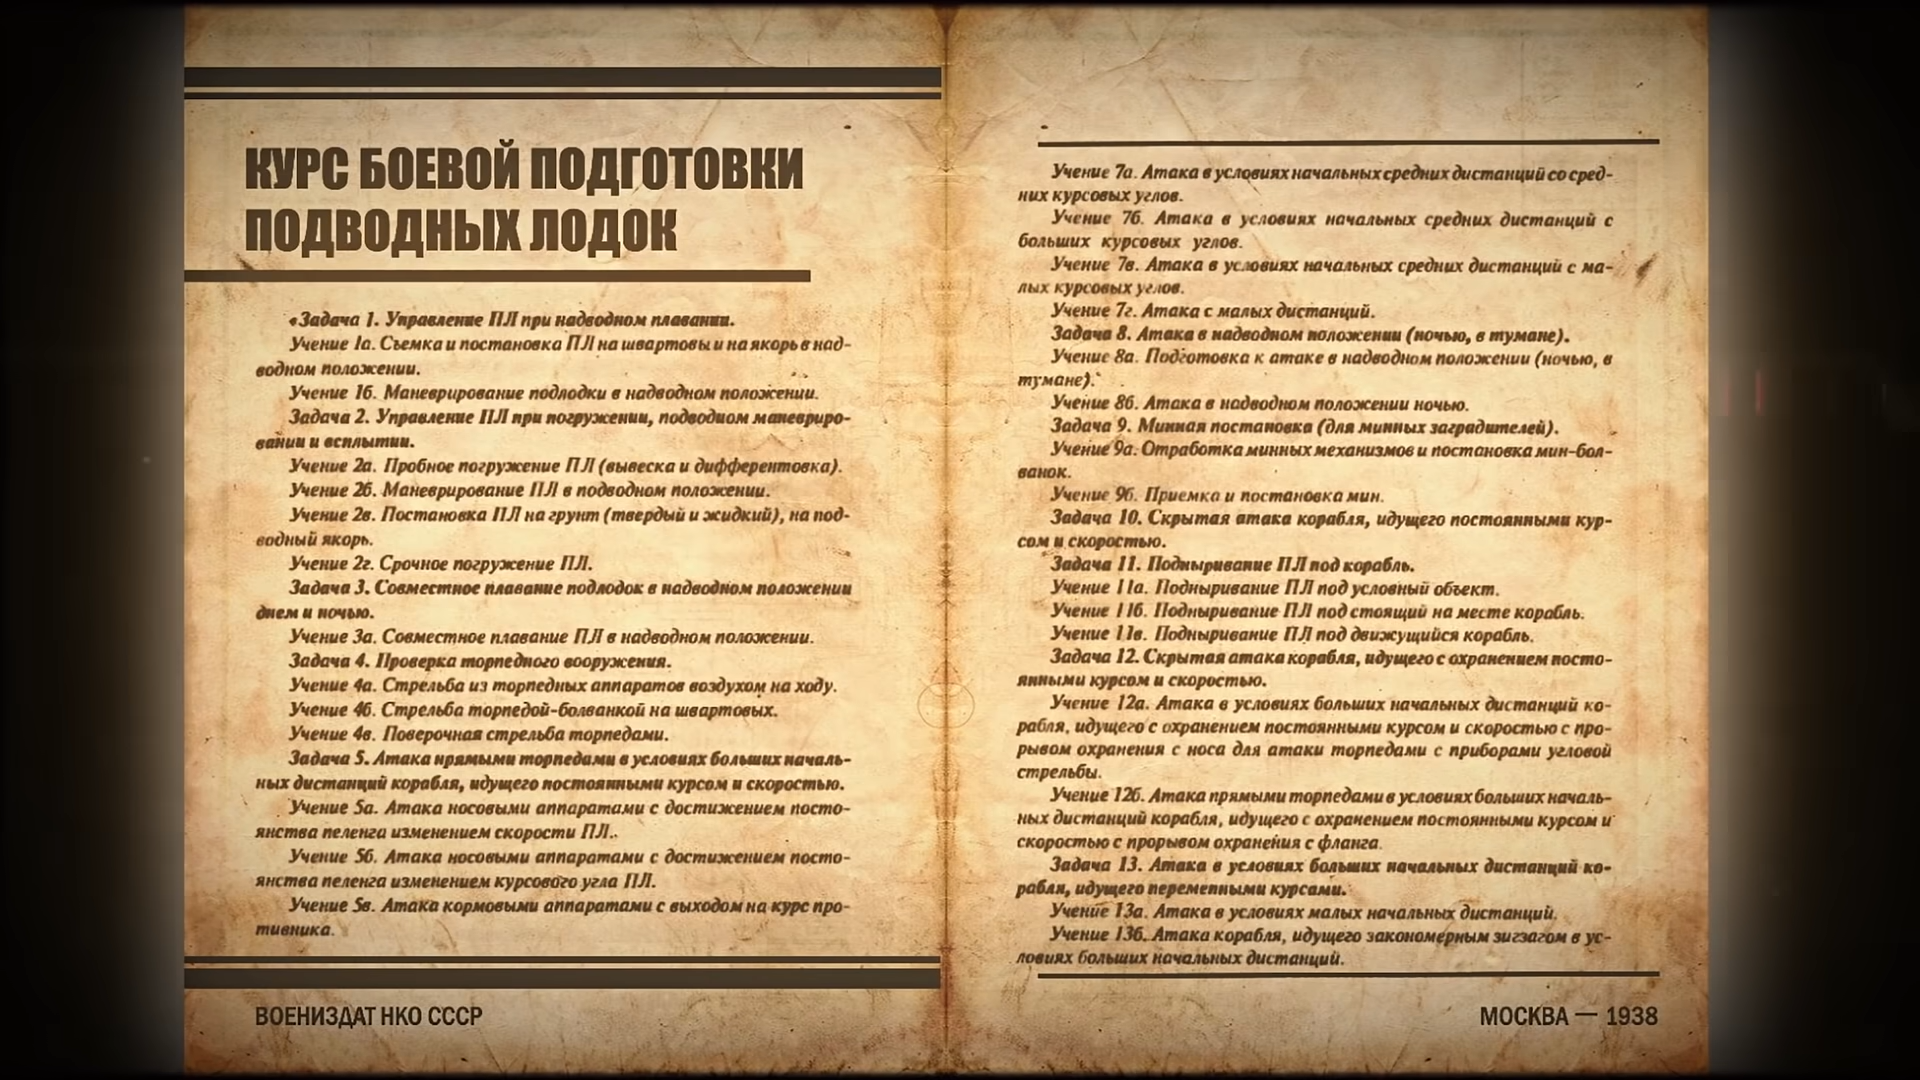 КУРС БОЕВОЙ ПОДГОТОВКИ
ПОДВОДНЫХ ЛОДОК
«Задача 1. Управление ПЛ при надводном плавании.
Учение 1а. Съемка и постановка ПЛ на швартовы и на якорь в над-
водном положении.
Учение 1б. Маневрирование подлодки в надводном положении.
Задача 2. Управление ПЛ при погружении, подводном маневриро-
вании и всплытии.
Учение 2а. Пробное погружение ПЛ (вывеска и дифферентовка).
Учение 2б. Маневрирование ПЛ в подводном положении.
Учение 2в. Постановка ПЛ на грунт (твердый и жидкий), на под-
водный якорь.
Учение 2г. Срочное погружение ПЛ.
Задача 3. Совместное плавание подлодок в надводном положении
днем и ночью.
Учение 3а. Совместное плавание ПЛ в надводном положении.
Задача 4. Проверка торпедного вооружения.
Учение 4а. Стрельба из торпедных аппаратов воздухом на ходу.
Учение 4б. Стрельба торпедой-болванкой на швартовых.
Учение 4в. Поверочная стрельба торпедами.
Задача 5. Атака прямыми торпедами в условиях больших началь-
ных дистанций корабля, идущего постоянными курсом и скоростью.
Учение 5а. Атака носовыми аппаратами с достижением посто-
янства пеленга изменением скорости ПЛ.
Учение 5б. Атака носовыми аппаратами с достижением посто-
янства пеленга изменением курсового угла ПЛ.
Учение 5в. Атака кормовыми аппаратами с выходом на курс про-
тивника.
ВОЕНИЗДАТ НКО СССР
Учение 7а. Атака в условиях начальных средних дистанций со сред-
них курсовых углов.
Учение 7б. Атака в условиях начальных средних дистанций с
больших курсовых углов.
Учение 7в. Атака в условиях начальных средних дистанций с ма-
лых курсовых углов.
Учение 7г. Атака с малых дистанций.
Задача 8. Атака в надводном положении (ночью, в тумане).
Учение 8а. Подготовка к атаке в надводном положении (ночью, в
тумане).
Учение 8б. Атака в надводном положении ночью.
Задача 9. Минная постановка (для минных заградителей).
Учение 9а. Отработка минных механизмов и постановка мин-бол-
ванок.
Учение 9б. Приемка и постановка мин.
Задача 10. Скрытая атака корабля, идущего постоянными кур-
сом и скоростью.
Задача 11. Подныривание ПЛ под корабль.
Учение 11а. Подныривание ПЛ под условный объект.
Учение 11б. Подныривание ПЛ под стоящий на месте корабль.
Учение 11в. Подныривание ПЛ под движущийся корабль.
Задача 12. Скрытая атака корабля, идущего с охранением посто-
янными курсом и скоростью.
Учение 12а. Атака в условиях больших начальных дистанций ко-
рабля, идущего с охранением постоянными курсом и скоростью с про-
рывом охранения с носа для атаки торпедами с приборами угловой
стрельбы.
Учение 12б. Атака прямыми торпедами в условиях больших началь-
ных дистанций корабля, идущего с охранением постоянными курсом и
скоростью с прорывом охранения с фланга.
Задача 13. Атака в условиях больших начальных дистанций ко-
рабля, идущего переменными курсами.
Учение 13а. Атака в условиях малых начальных дистанций.
Учение 13б. Атака корабля, идущего закономерным зигзагом в ус-
ловиях больших начальных дистанций.
МОСКВА — 1938